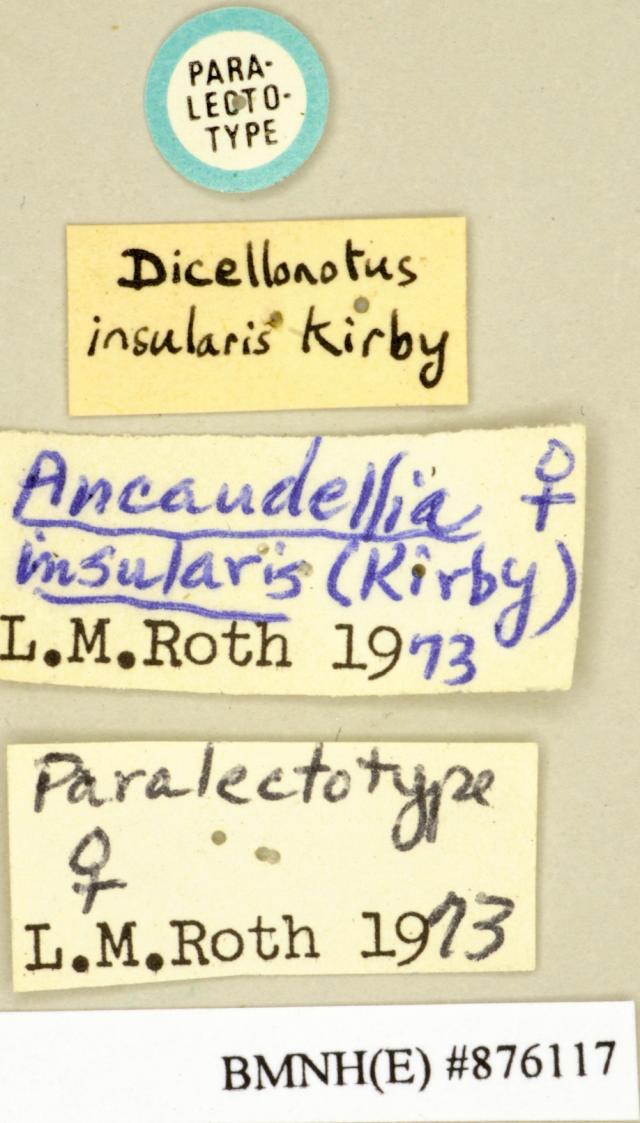 PARA-
LECTO-
TYPE
Dicellonotus
insularis Kirby
Ancaudellia ♀
insularis (Kirby)
L.M.Roth 1973
Paralectotype
♀
L.M.Roth 1973
BMNH(E) #876117